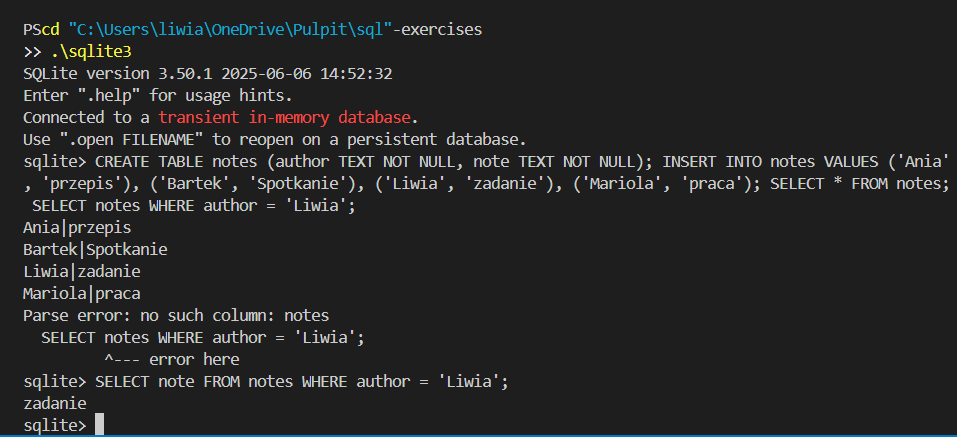 PScd "C:\Users\liwia\OneDrive\Pulpit\sql"-exercises
>> .\sqlite3
SQLite version 3.50.1 2025-06-06 14:52:32
Enter ".help" for usage hints.
Connected to a transient in-memory database.
Use ".open FILENAME" to reopen on a persistent database.
sqlite> CREATE TABLE notes (author TEXT NOT NULL, note TEXT NOT NULL); INSERT INTO notes VALUES ('Ania'
, 'przepis'), ('Bartek', 'Spotkanie'), ('Liwia', 'zadanie'), ('Mariola', 'praca'); SELECT * FROM notes;
 SELECT notes WHERE author = 'Liwia';
Ania|przepis
Bartek|Spotkanie
Liwia|zadanie
Mariola|praca
Parse error: no such column: notes
  SELECT notes WHERE author = 'Liwia';
         ^--- error here
sqlite> SELECT note FROM notes WHERE author = 'Liwia';
zadanie
sqlite>